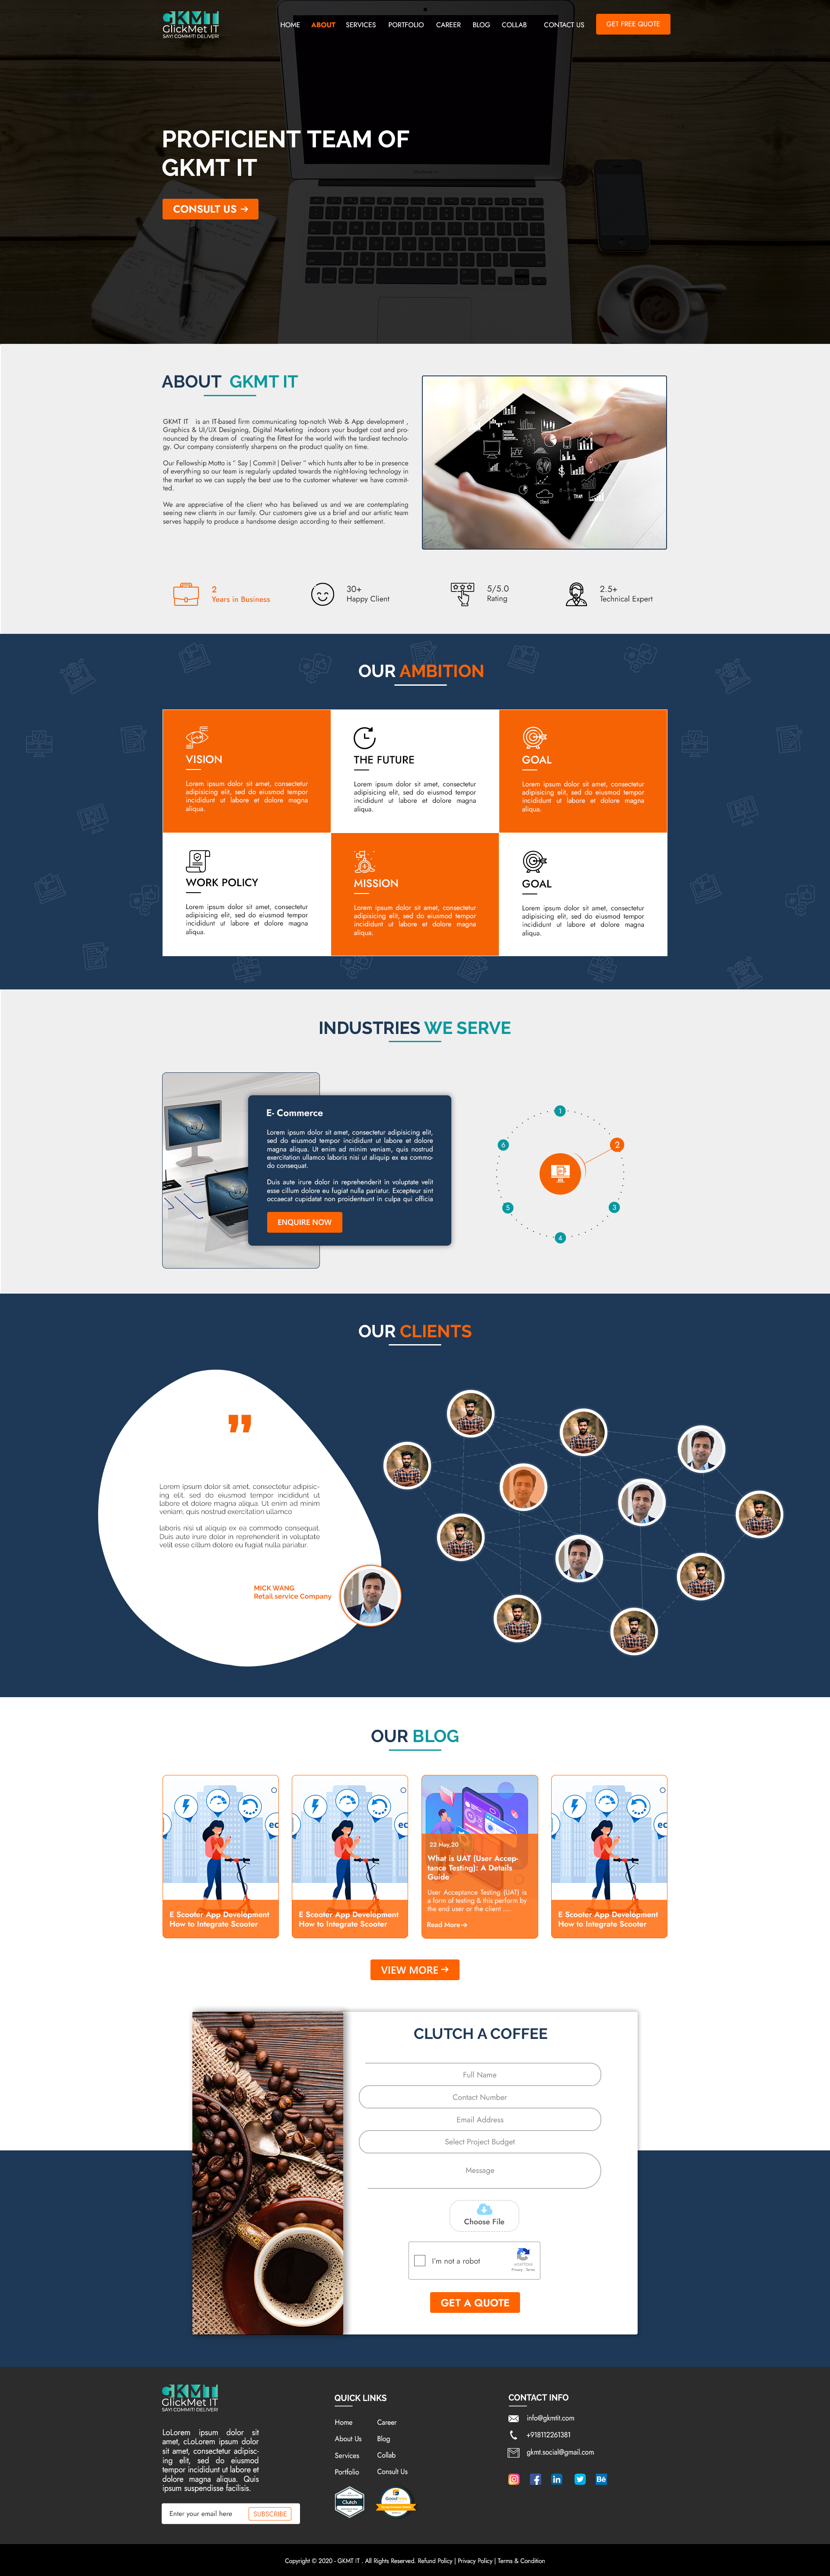 GKMT
GlickMet IT
SAY! COMMIT! DELIVER!
HOME ABOUT SERVICES PORTFOLIO CAREER BLOG COLLAB CONTACT US GET FREE QUOTE
PROFICIENT TEAM OF
GKMT IT
CONSULT US →
ABOUT GKMT IT
GKMT IT is an IT-based firm communicating top-notch Web & App development ,
Graphics & UI/UX Designing, Digital Marketing indoors your budget cost and pro-
nounced by the dream of creating the fittest for the world with the tardiest technolo-
gy. Our company consistently sharpens on the product quality on time.
Our Fellowship Motto is " Say | Commit | Deliver " which hunts after to be in presence
of everything so our team is regularly updated towards the night-loving technology in
the market so we can supply the best use to the customer whatever we have commit-
ted.
We are appreciative of the client who has believed us and we are contemplating
seeing new clients in our family. Our customers give us a brief and our artistic team
serves happily to produce a handsome design according to their settlement.
2
Years in Business
30+
Happy Client
5/5.0
Rating
2.5+
Technical Expert
OUR AMBITION
VISION
Lorem ipsum dolor sit amet, consectetur
adipisicing elit, sed do eiusmod tempor
incididunt ut labore et dolore magna
aliqua.
THE FUTURE
Lorem ipsum dolor sit amet, consectetur
adipisicing elit, sed do eiusmod tempor
incididunt ut labore et dolore magna
aliqua.
GOAL
Lorem ipsum dolor sit amet, consectetur
adipisicing elit, sed do eiusmod tempor
incididunt ut labore et dolore magna
aliqua.
WORK POLICY
Lorem ipsum dolor sit amet, consectetur
adipisicing elit, sed do eiusmod tempor
incididunt ut labore et dolore magna
aliqua.
MISSION
Lorem ipsum dolor sit amet, consectetur
adipisicing elit, sed do eiusmod tempor
incididunt ut labore et dolore magna
aliqua.
GOAL
Lorem ipsum dolor sit amet, consectetur
adipisicing elit, sed do eiusmod tempor
incididunt ut labore et dolore magna
aliqua.
INDUSTRIES WE SERVE
E- Commerce
Lorem ipsum dolor sit amet, consectetur adipisicing elit,
sed do eiusmod tempor incididunt ut labore et dolore
magna aliqua. Ut enim ad minim veniam, quis nostrud
exercitation ullamco laboris nisi ut aliquip ex ea commo-
do consequat.
Duis aute irure dolor in reprehenderit in voluptate velit
esse cillum dolore eu fugiat nulla pariatur. Excepteur sint
occaecat cupidatat non proidentsunt in culpa qui officia
ENQUIRE NOW
1
2
3
4
5
6
OUR CLIENTS
Lorem ipsum dolor sit amet, consectetur adipisic-
ing elit, sed do eiusmod tempor incididunt ut
labore et dolore magna aliqua. Ut enim ad minim
veniam, quis nostrud exercitation ullamco
laboris nisi ut aliquip ex ea commodo consequat.
Duis aute irure dolor in reprehenderit in voluptate
velit esse cillum dolore eu fugiat nulla pariatur.
MICK WANG
Retail service Company
OUR BLOG
E Scooter App Development
How to Integrate Scooter
E Scooter App Development
How to Integrate Scooter
22 May,20
What is UAT (User Accep-
tance Testing): A Details
Guide
User Acceptance Testing (UAT) is
a form of testing & this perform by
the end user or the client ....
Read More→
E Scooter App Development
How to Integrate Scooter
VIEW MORE →
CLUTCH A COFFEE
Full Name
Contact Number
Email Address
Select Project Budget
Message
Choose File
I'm not a robot
reCAPTCHA
Privacy - Terms
GET A QUOTE
GKMT
GlickMet IT
SAY! COMMIT! DELIVER!
LoLorem ipsum dolor sit
amet, cLoLorem ipsum dolor
sit amet, consectetur adipisc-
ing elit, sed do eiusmod
tempor incididunt ut labore et
dolore magna aliqua. Quis
ipsum suspendisse facilisis.
Enter your email here SUBSCRIBE
QUICK LINKS
Home Career
About Us Blog
Services Collab
Portfolio Consult Us
Clutch
GoodFirms
CONTACT INFO
info@gkmtit.com
+918112261381
gkmt.social@gmail.com
Copyright © 2020 - GKMT IT . All Rights Reserved. Refund Policy | Privacy Policy | Terms & Condition